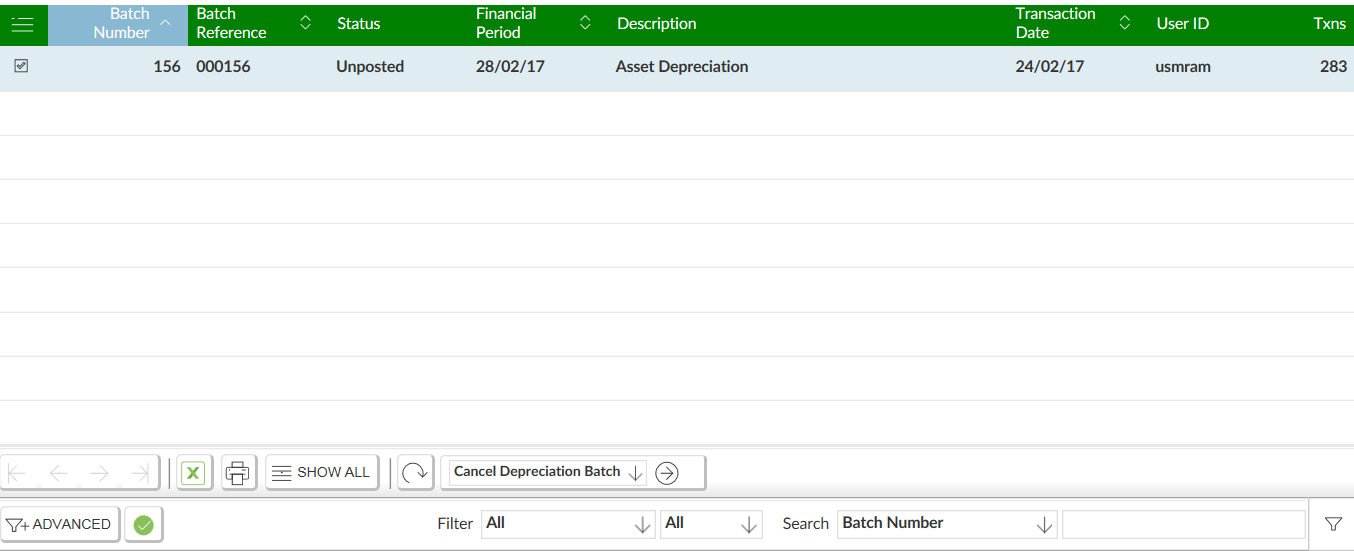 Batch Number Batch Reference Status Financial Period Description Transaction Date User ID Txns
156 000156 Unposted 28/02/17 Asset Depreciation 24/02/17 usmram 283
SHOW ALL Cancel Depreciation Batch
ADVANCED Filter All All Search Batch Number